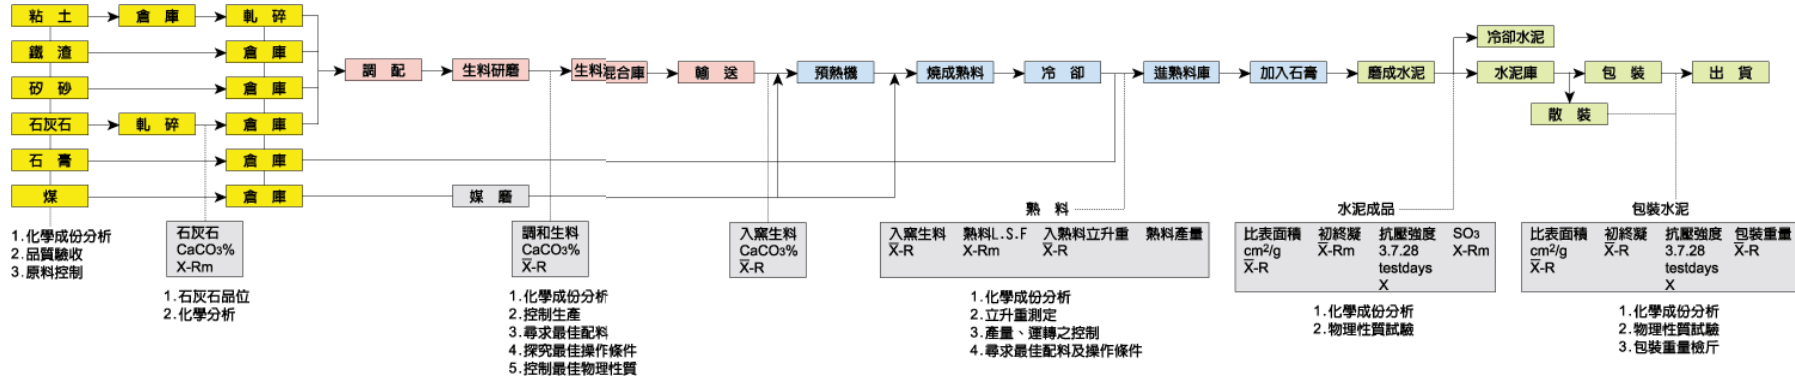 粘 土
倉 庫
軋 碎
鐵 渣
倉 庫
矽 砂
倉 庫
石灰石
軋 碎
倉 庫
石 膏
倉 庫
煤
倉 庫
調 配
生料研磨
生料
混合庫
輸 送
預熱機
燒成熟料
冷 卻
進熟料庫
加入石膏
磨成水泥
冷卻水泥
水泥庫
包 裝
出 貨
散 裝
媒 磨
1.化學成份分析
2.品質驗收
3.原料控制
石灰石
CaCO3%
X-Rm
1.石灰石品位
2.化學分析
調和生料
CaCO3%
X̅-R
1.化學成份分析
2.控制生產
3.尋求最佳配料
4.探究最佳操作條件
5.控制最佳物理性質
入窯生料
CaCO3%
X̅-R
熟 料
入窯生料 熟料L.S.F 入熟料立升重 熟料產量
X̅-R X-Rm X̅-R
1.化學成份分析
2.立升重測定
3.產量、運轉之控制
4.尋求最佳配料及操作條件
水泥成品
比表面積 初終凝 抗壓強度 SO3
cm²/g X̅-Rm 3.7.28 X-Rm
X̅-R testdays
X
1.化學成份分析
2.物理性質試驗
包裝水泥
比表面積 初終凝 抗壓強度 包裝重量
cm²/g X̅-R 3.7.28 X̅-R
X̅-R testdays
X
1.化學成份分析
2.物理性質試驗
3.包裝重量檢斤